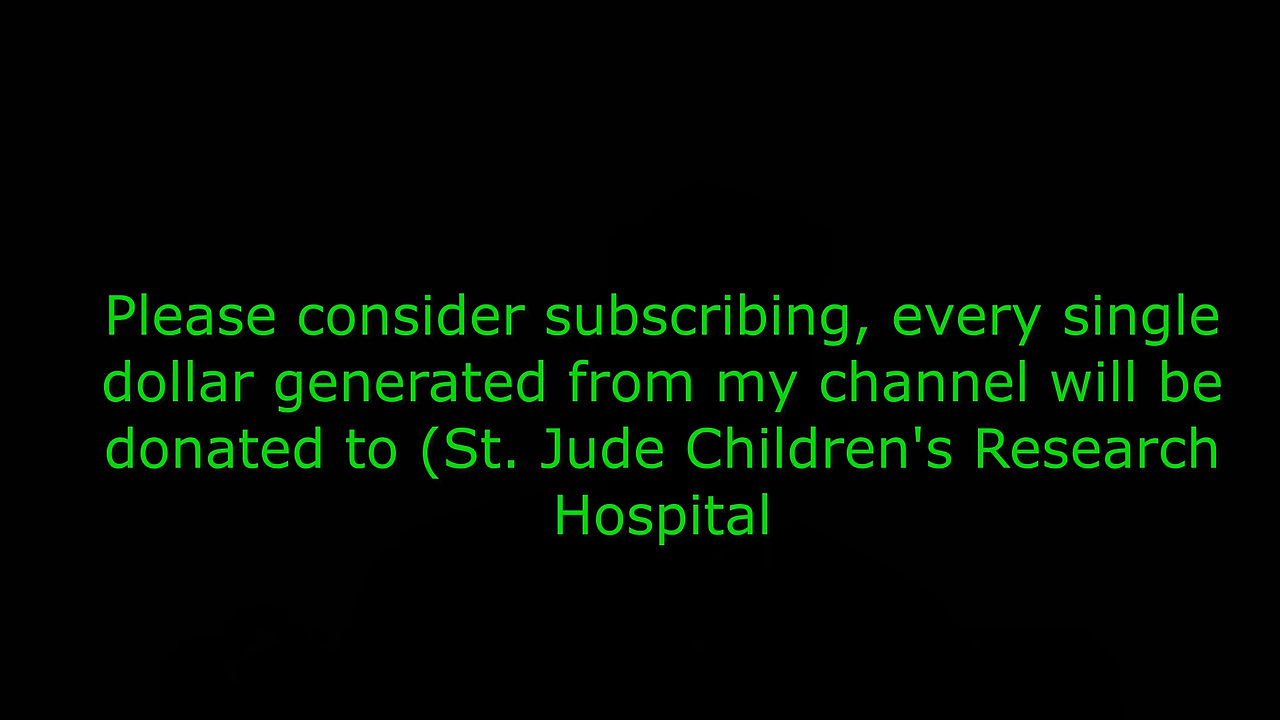 Please consider subscribing, every single
dollar generated from my channel will be
donated to (St. Jude Children's Research
Hospital